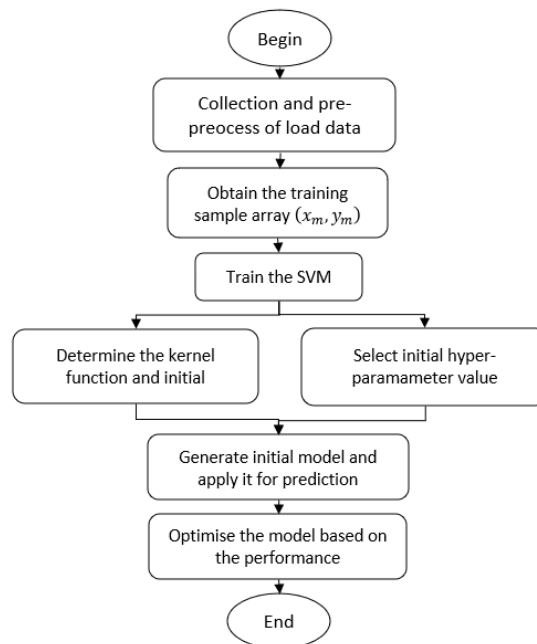 Begin
Collection and pre-
preocess of load data
Obtain the training
sample array (xₘ, yₘ)
Train the SVM
Determine the kernel
function and initial
Select initial hyper-
paramameter value
Generate initial model and
apply it for prediction
Optimise the model based on
the performance
End